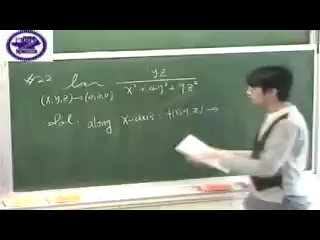 #22 lim yz / x² + 4y² + 9z²
(x,y,z)→(0,0,0)
Sol. along x-axis :